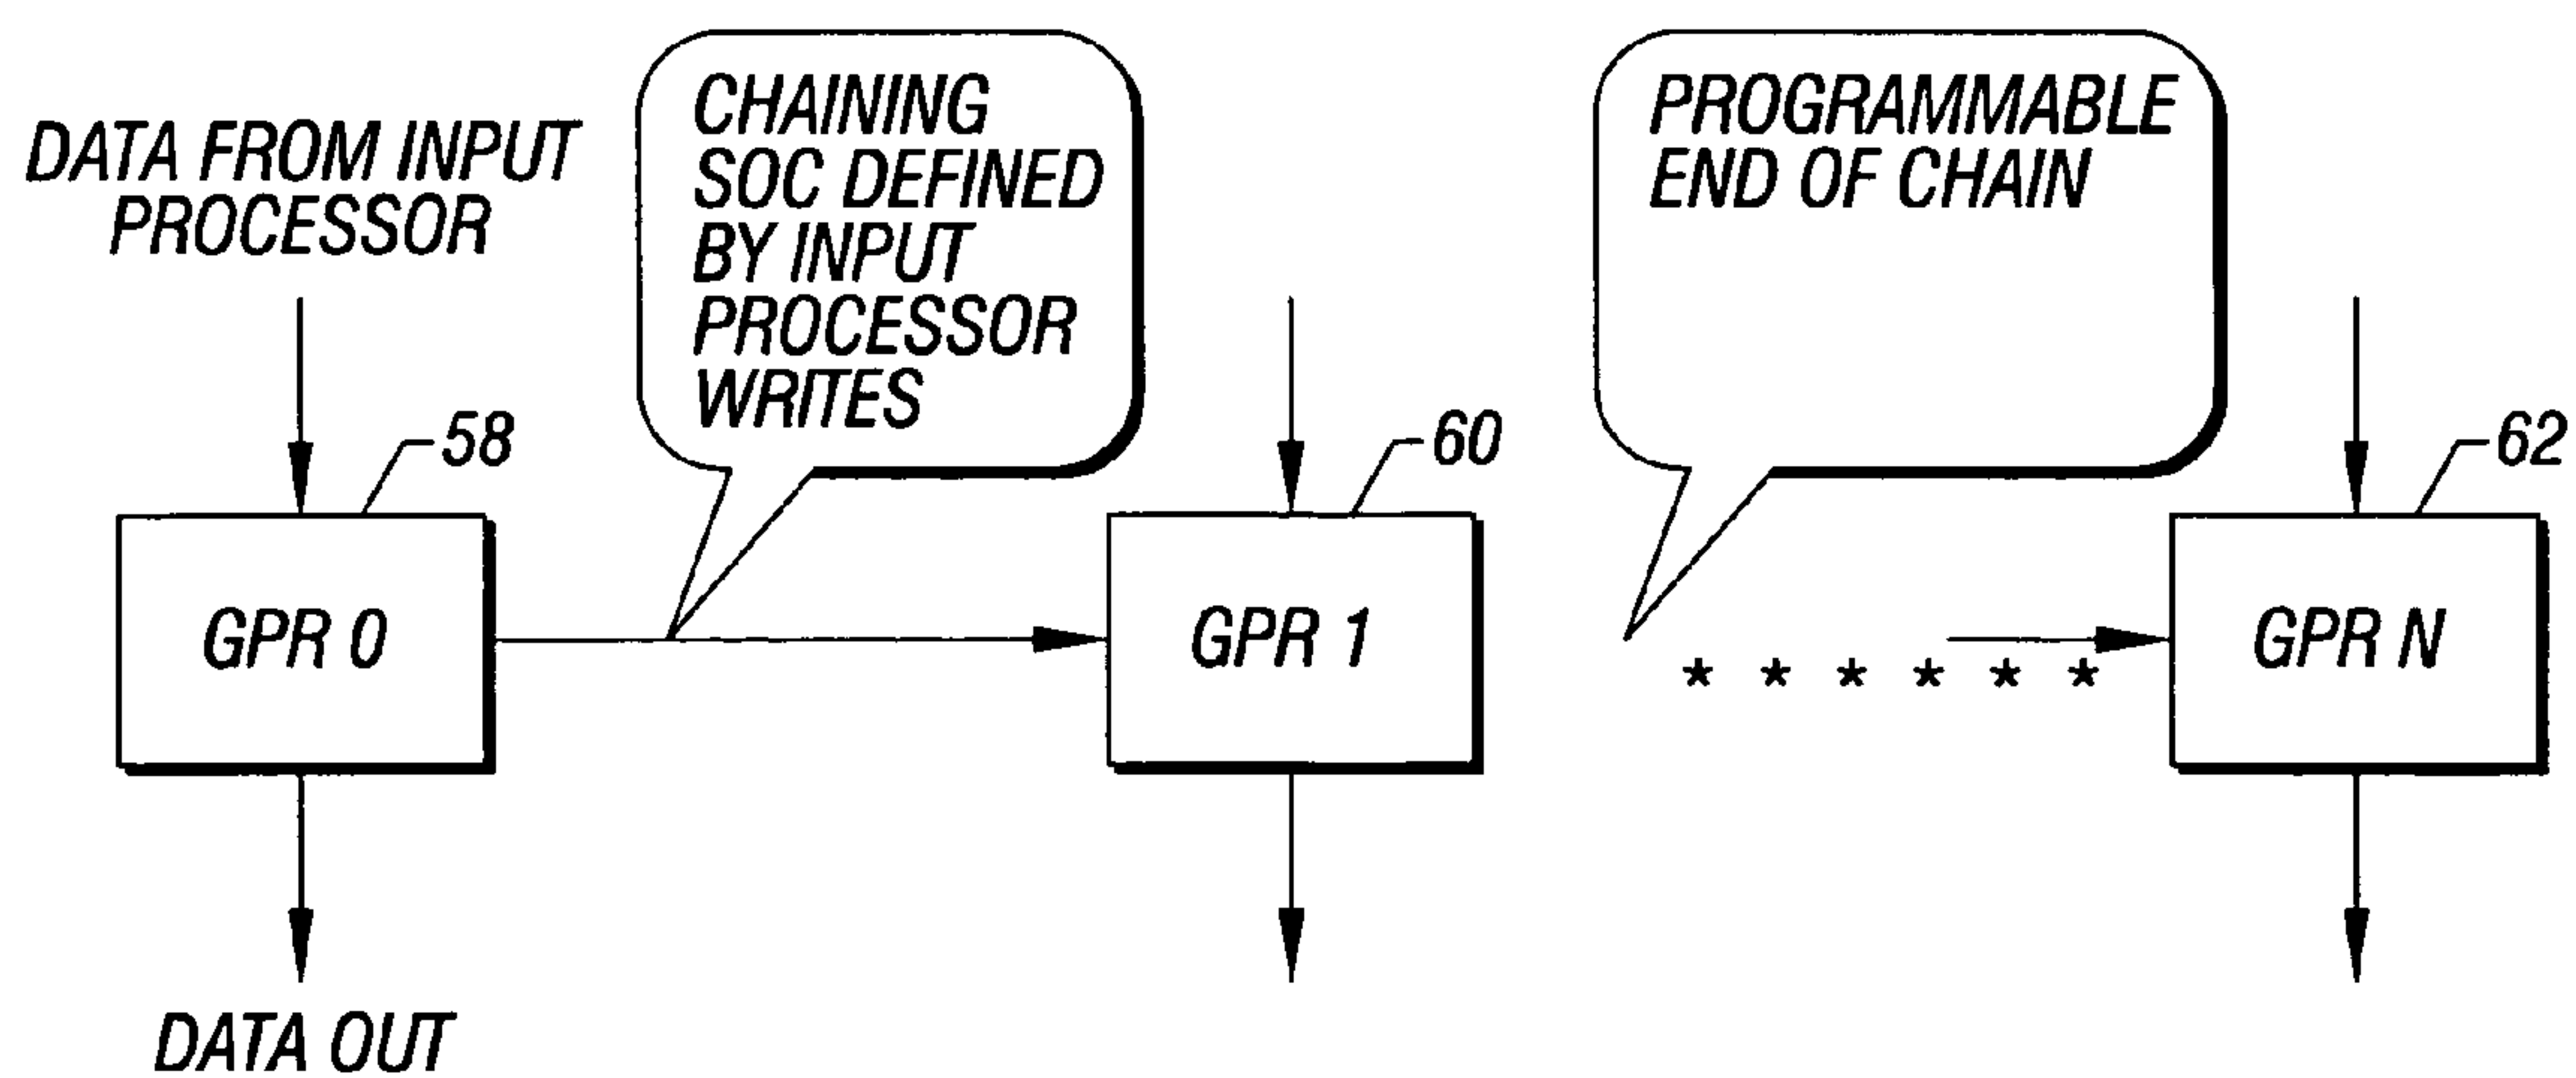 DATA FROM INPUT
PROCESSOR
CHAINING
SOC DEFINED
BY INPUT
PROCESSOR
WRITES
PROGRAMMABLE
END OF CHAIN
58
60
62
GPR 0
GPR 1
* * * * * *
GPR N
DATA OUT